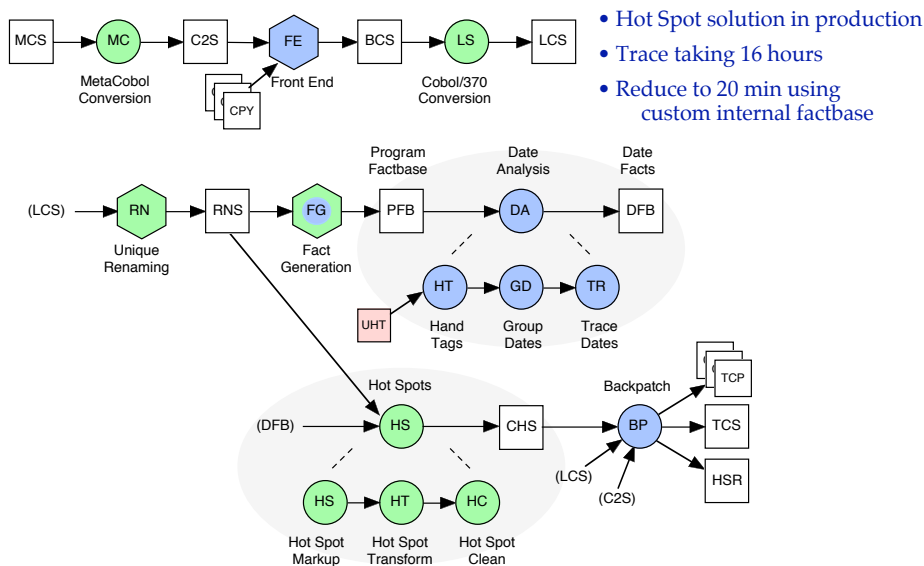 MCS
MC
C2S
FE
BCS
LS
LCS
MetaCobol
Conversion
CPY
Front End
Cobol/370
Conversion
• Hot Spot solution in production
• Trace taking 16 hours
• Reduce to 20 min using
custom internal factbase
Program
Factbase
Date
Analysis
Date
Facts
(LCS)
RN
RNS
FG
PFB
DA
DFB
Unique
Renaming
Fact
Generation
HT
GD
TR
UHT
Hand
Tags
Group
Dates
Trace
Dates
Hot Spots
Backpatch
TCP
(DFB)
HS
CHS
BP
TCS
(LCS)
(C2S)
HSR
HS
HT
HC
Hot Spot
Markup
Hot Spot
Transform
Hot Spot
Clean